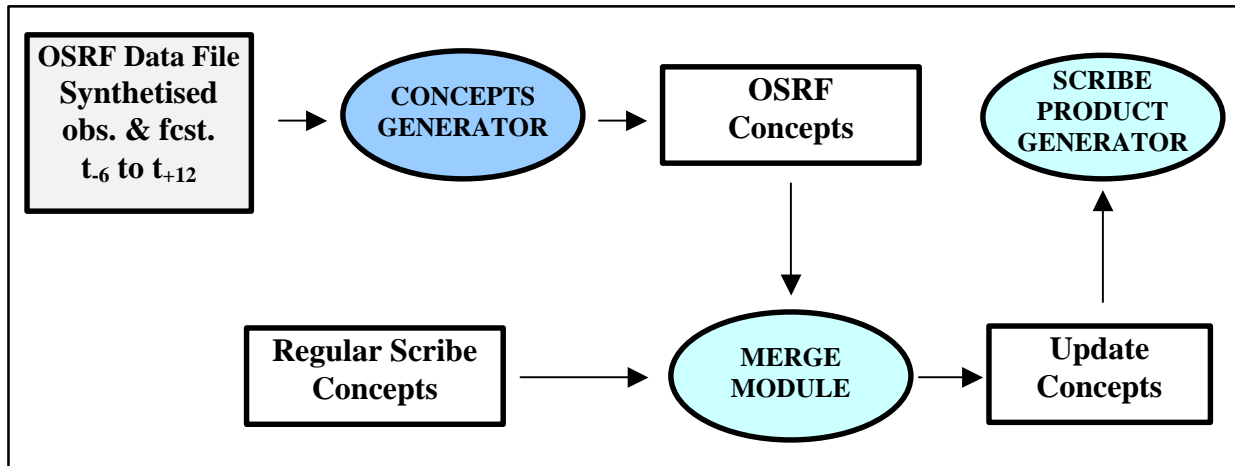 OSRF Data File
Synthetised
obs. & fcst.
t-6 to t+12
CONCEPTS
GENERATOR
OSRF
Concepts
SCRIBE
PRODUCT
GENERATOR
Regular Scribe
Concepts
MERGE
MODULE
Update
Concepts